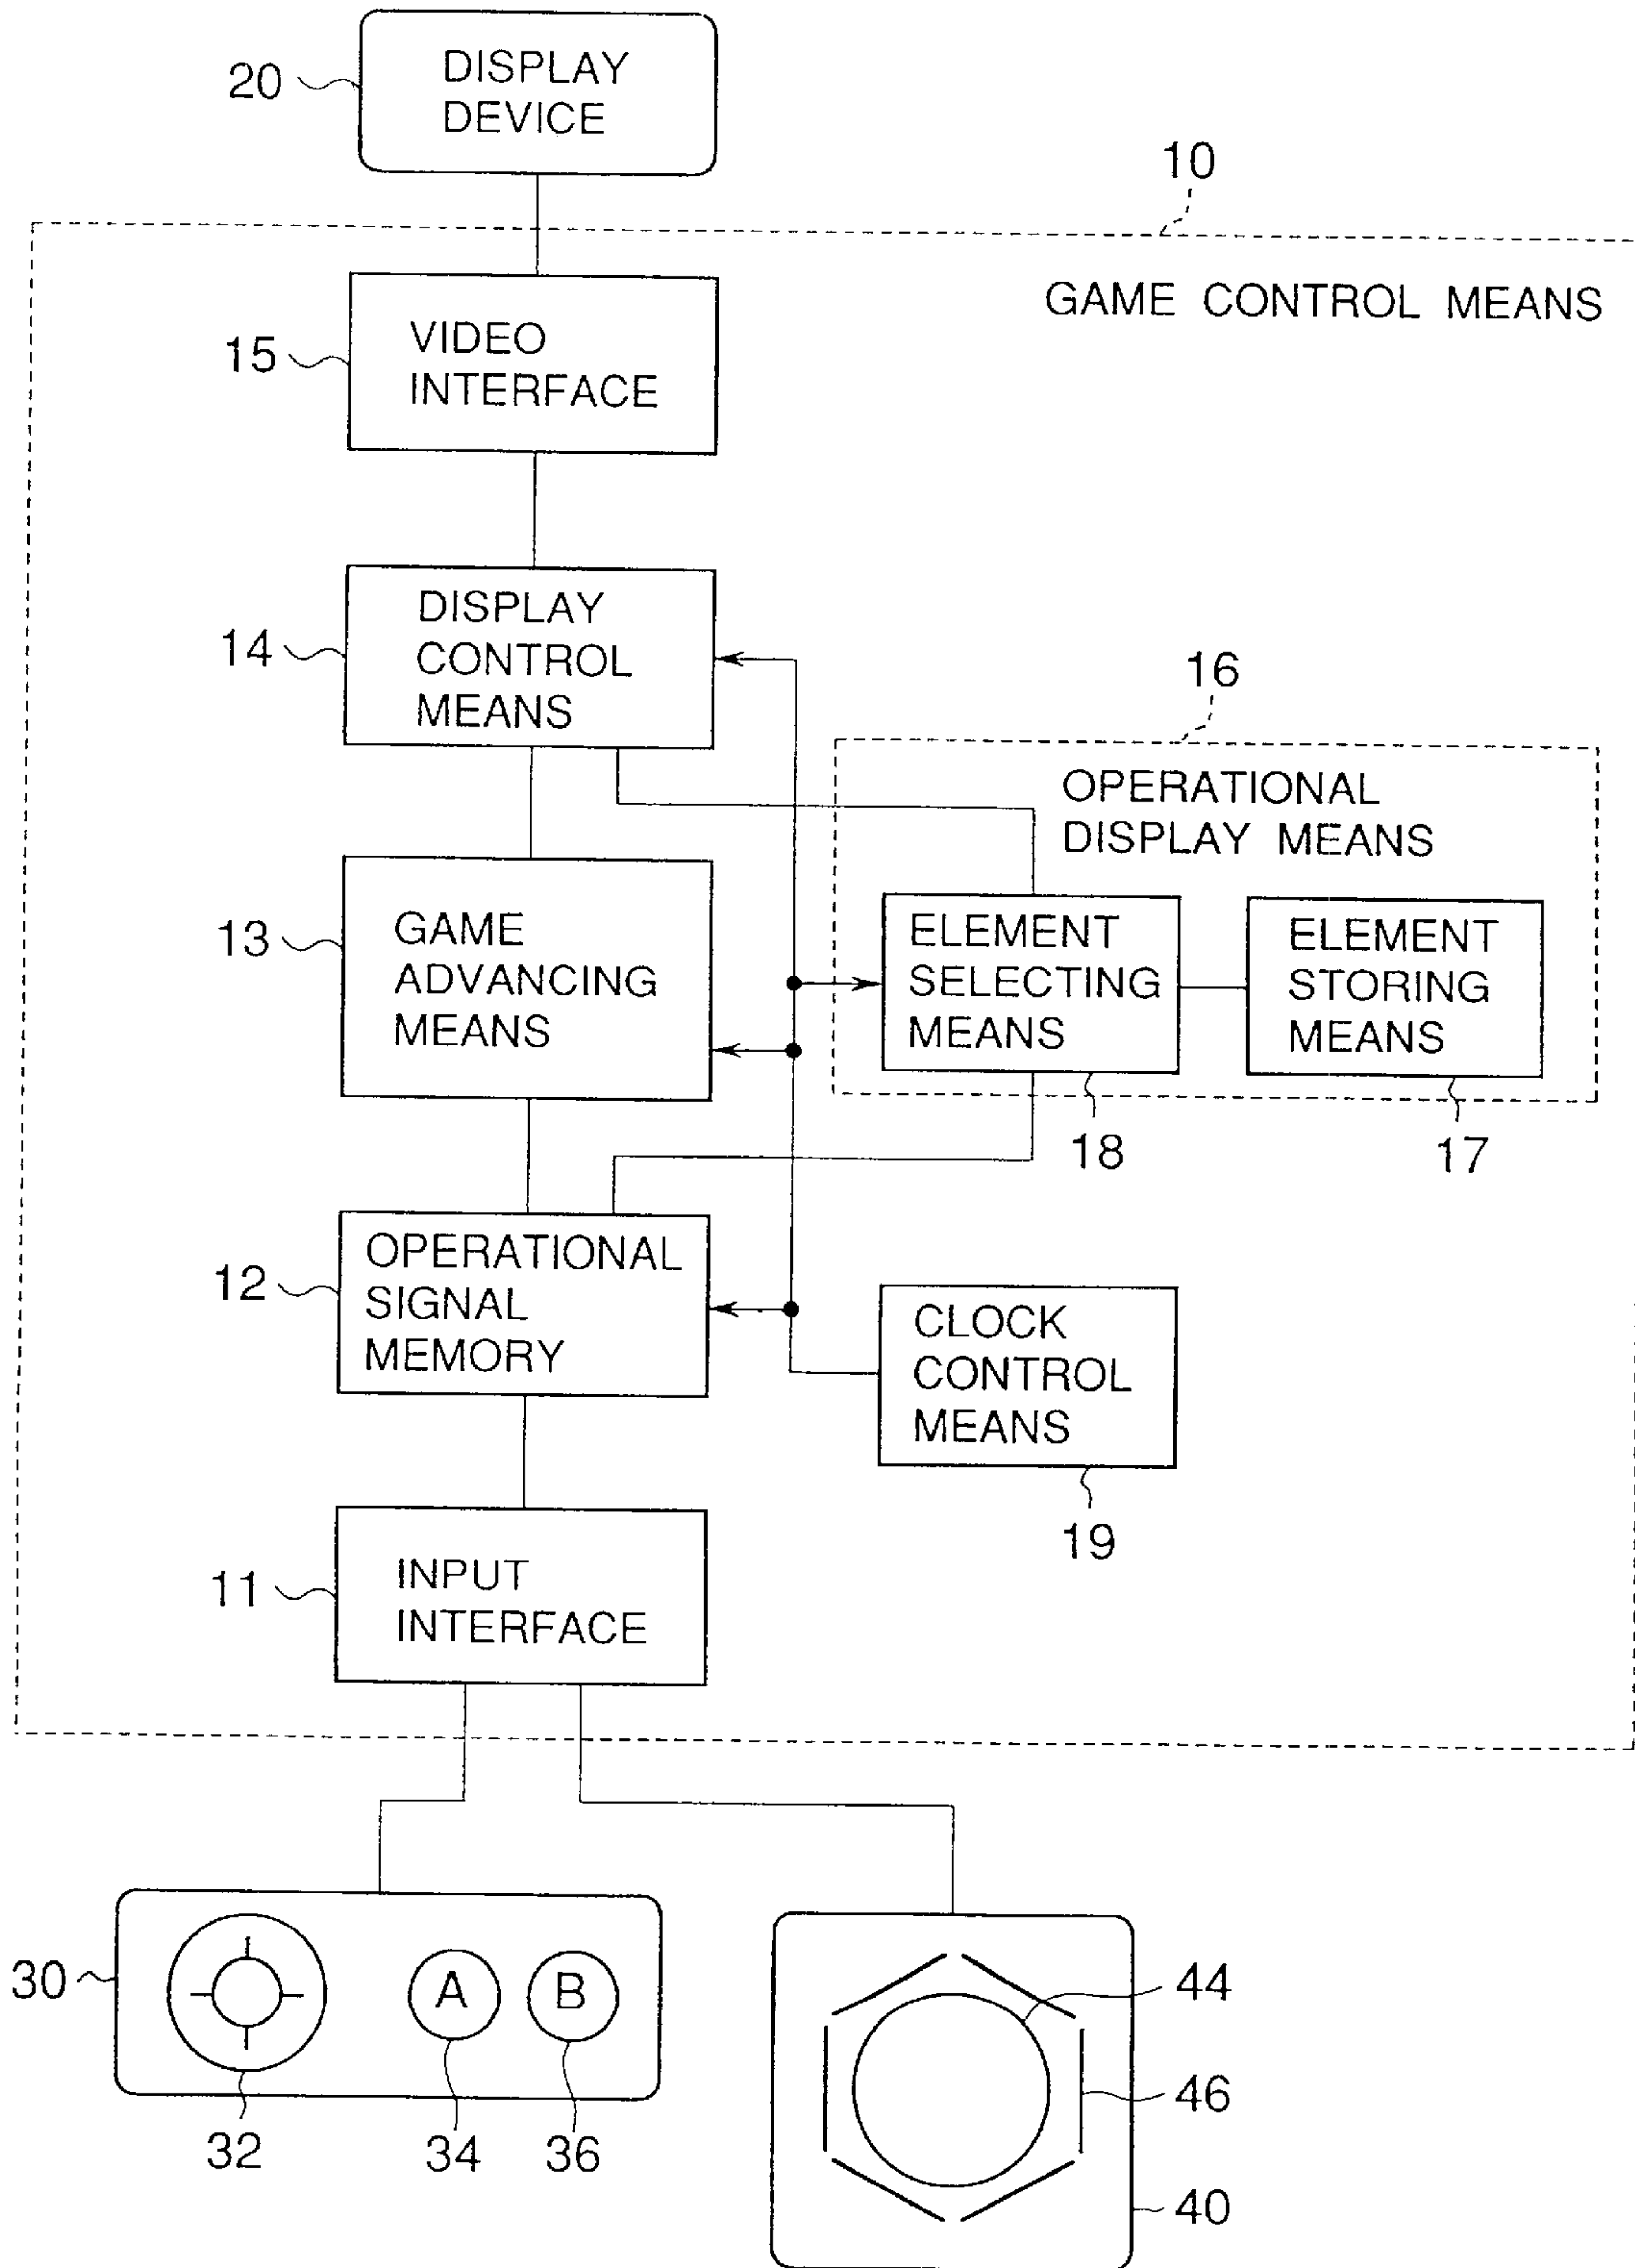 20
DISPLAY
DEVICE
10
GAME CONTROL MEANS
15
VIDEO
INTERFACE
14
DISPLAY
CONTROL
MEANS
16
OPERATIONAL
DISPLAY MEANS
13
GAME
ADVANCING
MEANS
ELEMENT
SELECTING
MEANS
ELEMENT
STORING
MEANS
18
17
12
OPERATIONAL
SIGNAL
MEMORY
CLOCK
CONTROL
MEANS
19
11
INPUT
INTERFACE
30
A
B
32
34
36
44
46
40